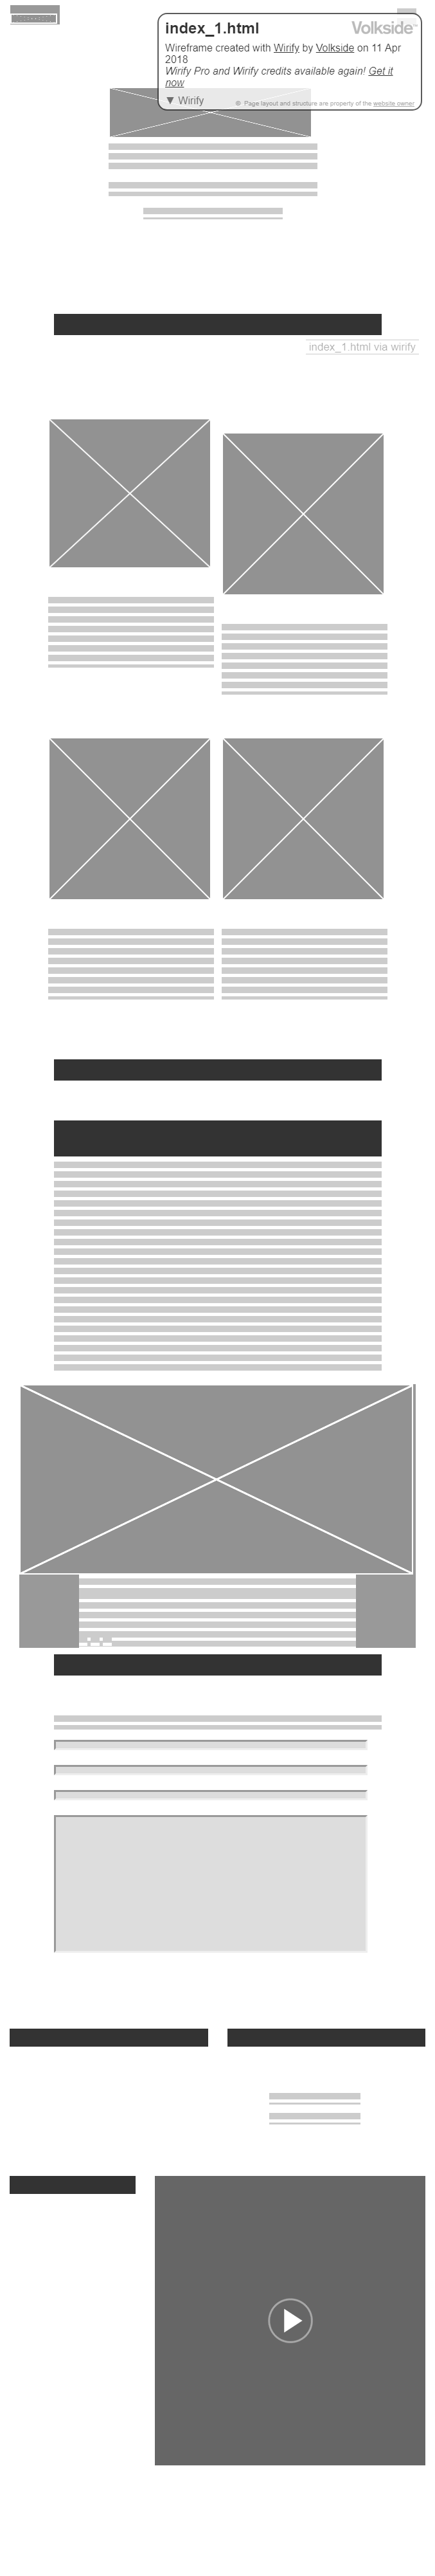 index_1.html
Volkside™
Wireframe created with Wirify by Volkside on 11 Apr
2018
Wirify Pro and Wirify credits available again! Get it
now
▼ Wirify
© Page layout and structure are property of the website owner
index_1.html via wirify